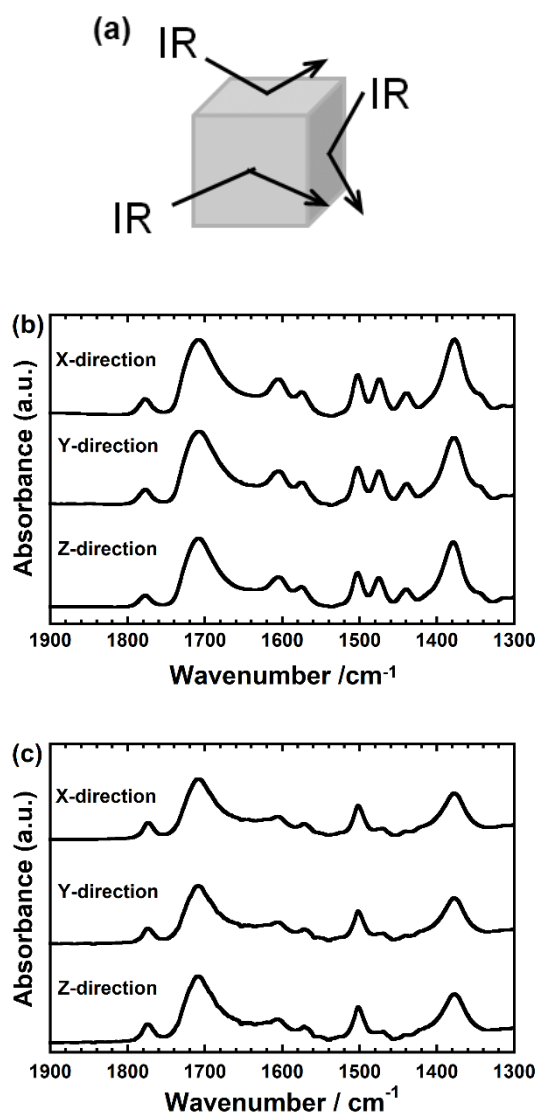 (a)
IR
IR
IR
(b)
X-direction
Y-direction
Z-direction
Absorbance (a.u.)
1900 1800 1700 1600 1500 1400 1300
Wavenumber /cm-1
(c)
X-direction
Y-direction
Z-direction
Absorbance (a.u.)
1900 1800 1700 1600 1500 1400 1300
Wavenumber / cm-1